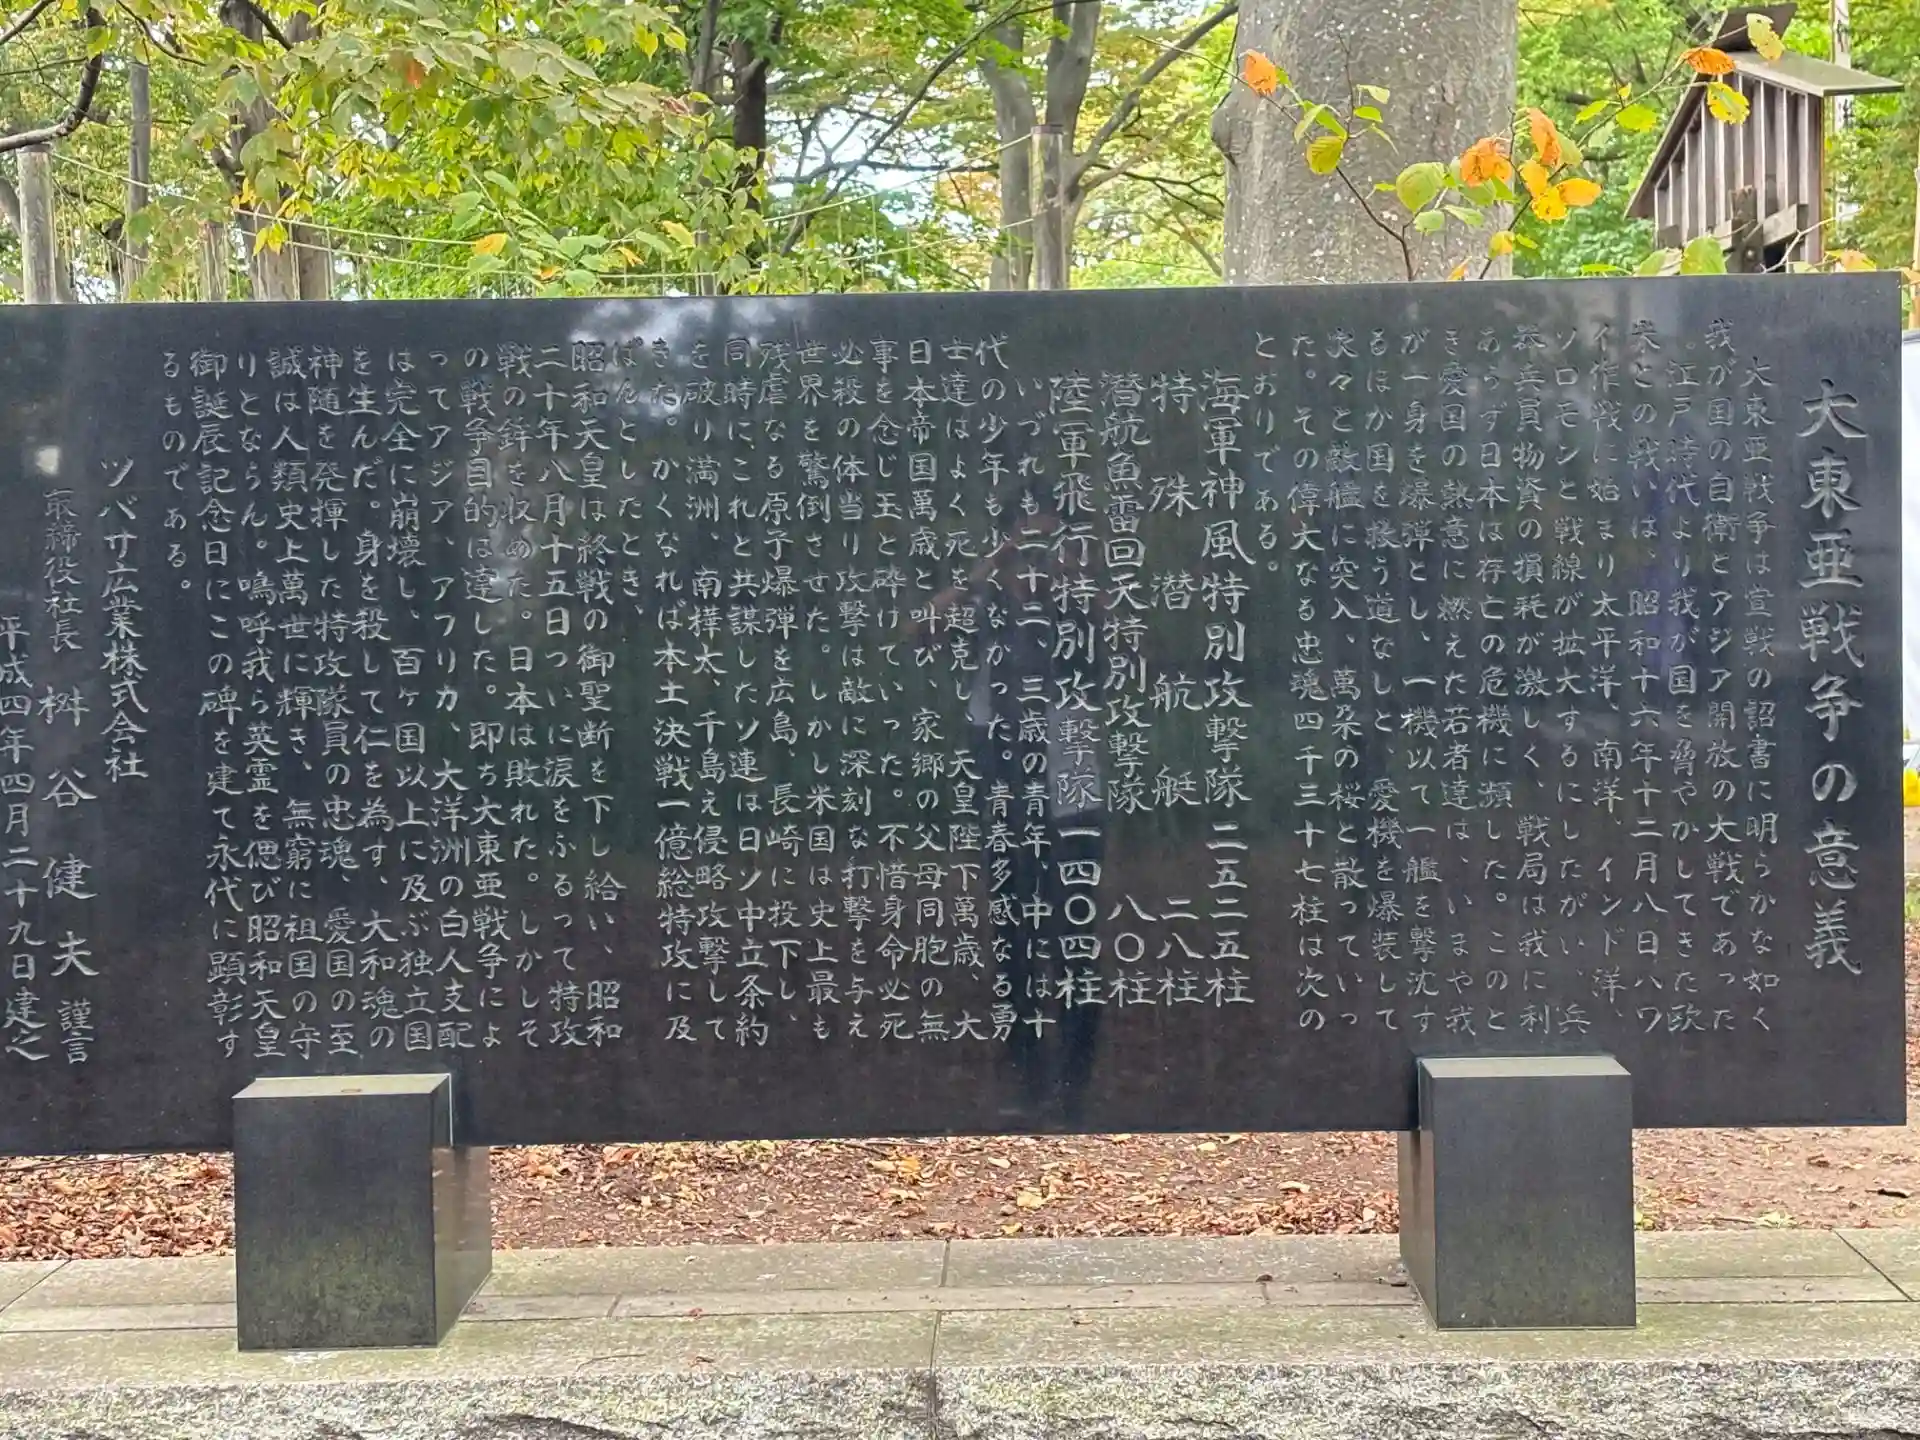 大東亜戦争の意義
大東亜戦争は宣戦の詔書に明らかな如く
我が国の自衛とアジア開放の大戦であった
。江戸時代より我が国を脅やかしてきた欧
米との戦いは、昭和十六年十二月八日ハワ
イ作戦に始まり太平洋、南洋、インド洋、
ソロモンと戦線が拡大するにしたがい、兵
器兵員物資の損耗が激しく、戦局は我に利
あらず日本は存亡の危機に瀕した。このと
き愛国の熱意に燃えた若者達は、いまや我
が一身を爆弾とし、一機以て一艦を撃沈す
るほか国を救う道なしと、愛機を爆装して
次々と敵艦に突入、萬朶の桜と散っていっ
た。その偉大なる忠魂四千三十七柱は次の
とおりである。
海軍神風特別攻撃隊 二五二五柱
特殊潜航艇 二八柱
潜航魚雷回天特別攻撃隊 八〇柱
陸軍飛行特別攻撃隊 一四〇四柱
いづれも二十二、三歳の青年、中には十
代の少年も少くなかった。青春多感なる勇
士達はよく死を超克し、天皇陛下萬歳、大
日本帝国萬歳と叫び、家郷の父母同胞の無
事を念じ玉と砕けていった。不惜身命必死
必殺の体当り攻撃は敵に深刻な打撃を与え
世界を驚倒させた。しかし米国は史上最も
残虐なる原子爆弾を広島 長崎に投下し、
同時に、これと共謀したソ連は日ソ中立条約
を破り満洲、南樺太、千島え侵略攻撃して
きた。かくなれば本土決戦一億総特攻に及
ばんとしたとき、
昭和天皇は終戦の御聖断を下し給い、昭和
二十年八月十五日ついに涙をふるって特攻
戦の鉾を収めた。日本は敗れた。しかしそ
の戦争目的は達した。即ち大東亜戦争によ
ってアジア、アフリカ、大洋洲の白人支配
は完全に崩壊し、百ヶ国以上に及ぶ独立国
を生んだ。身を殺して仁を為す、大和魂の
神随を発揮した特攻隊員の忠魂、愛国の至
誠は人類史上萬世に輝き、無窮に祖国の守
りとならん。鳴呼我ら英霊を偲び昭和天皇
御誕辰記念日にこの碑を建て永代に顕彰す
るものである。
ツバサ広業株式会社
取締役社長 桝谷健夫 謹言
平成四年四月二十九日建之